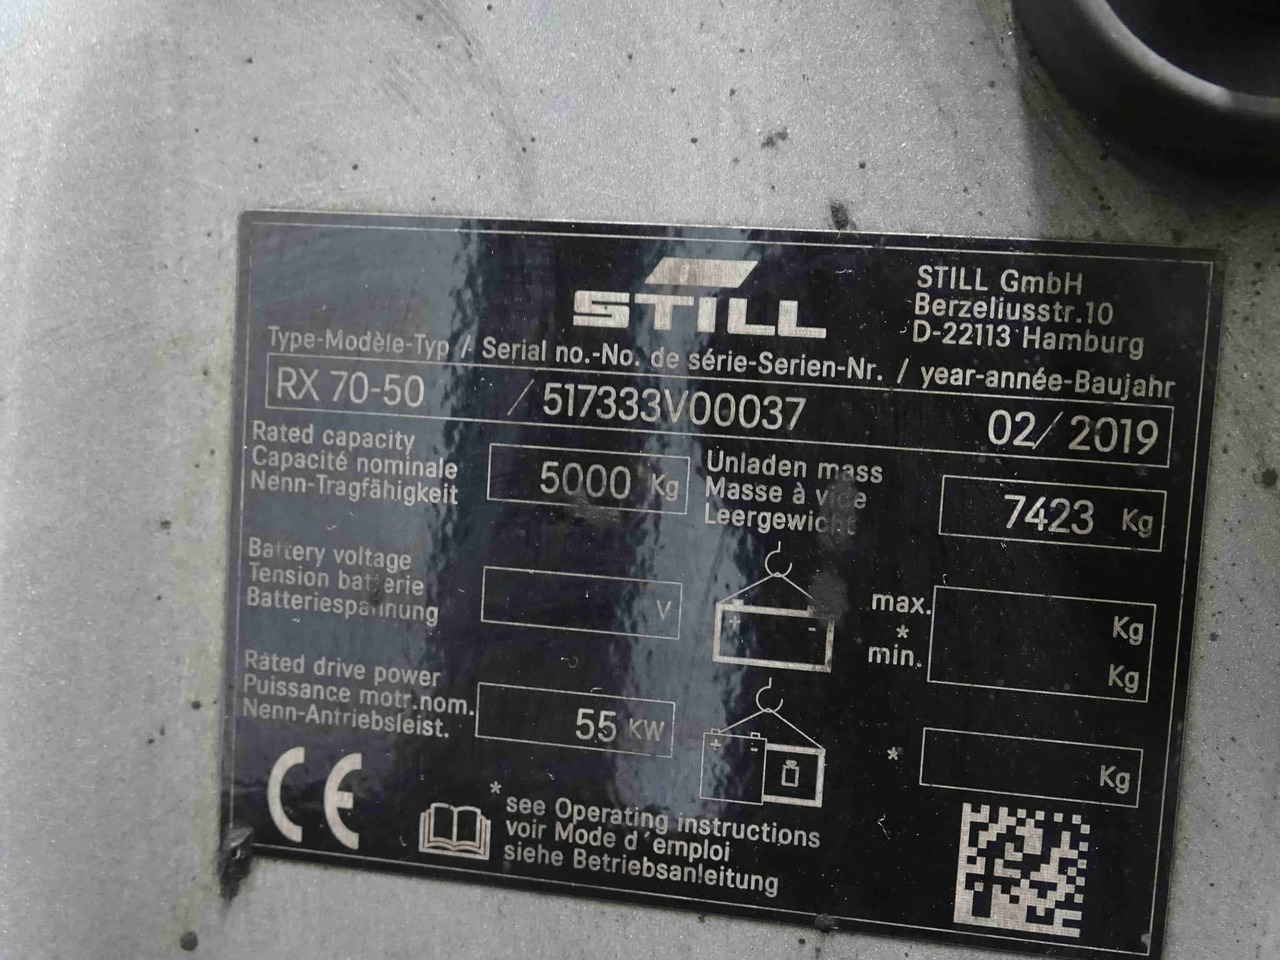 STILL
STILL GmbH
Berzeliusstr.10
D-22113 Hamburg
Type-Modèle-Typ / Serial no.-No. de série-Serien-Nr. / year-année-Baujahr
RX 70-50 / 517333V00037 02/2019
Rated capacity
Capacité nominale
Nenn-Tragfähigkeit
5000 Kg
Unladen mass
Masse à vide
Leergewicht
7423 Kg
Battery voltage
Tension batterie
Batteriespannung
V
+ -
max.
*
min.
Kg
Kg
Rated drive power
Puissance motr.nom.
Nenn-Antriebsleist.
55 KW
+ -
*
Kg
CE
*see Operating instructions
voir Mode d´emploi
siehe Betriebsanleitung